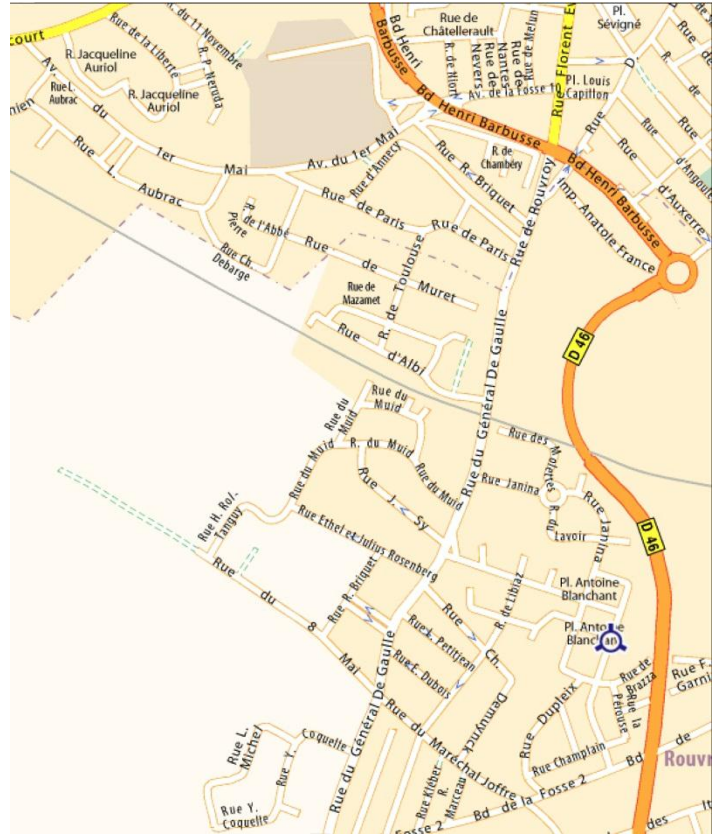 court
Av. du 11 Novembre
Rue de la Liberté
R. P. Neruda
R. Jacqueline
Auriol
R. Jacqueline
Auriol
Rue L.
Aubrac
Av. du 1er Mai
Av. du 1er Mai
Rue L. Aubrac
Bd Henri
Barbusse
Rue de
Châtellerault
R. de Niort
Rue des
Nevers
Rue de
Nantes
Rue de Melun
Pl.
Sévigné
Pl. Louis
Capillon
Av. de la Fosse 10
Bd Henri Barbusse
Bd Henri Barbusse
Rue
d'Auxerre
R. de
Chambéry
Rue R. Briquet
Rue d'Annecy
Rue de Rouvroy
Imp. Anatole France
Rue de Paris
Rue de Paris
R. de l'Abbé
Pierre
Rue Ch.
Debarge
Rue de Muret
R. de Toulouse
Rue de
Mazamet
Rue d'Albi
D 46
Rue du Général De Gaulle
Rue du
Muid
Rue du
Muid
R. du Muid
Rue du Muid
Rue du Muid
Rue J. Sy
Rue des Molettes
Rue Janina
Rue Janina
R. du
Lavoir
D 46
Rue H. Rol-
Tanguy
Rue Ethel et Julius Rosenberg
Rue du 8 Mai
Rue R. Briquet
Pl. Antoine
Blanchant
R. de Libiaz
Pl. Antoine
Blanchan
Rue Ch. Demuynck
Rue L. Petitjean
Rue E. Dubois
Rue du Général De Gaulle
Rue du Maréchal Joffre
Rue Dupleix
Rue de
Brazza
Rue la
Pérouse
Rue F.
Garni
Rue Champlain
Bd de la Fosse 2
Bd de
Rouvr
Rue L.
Michel
Rue Y.
Coquelle
Rue Y.
Coquelle
Rue Kléber
R.
Marceau
Fosse 2
des